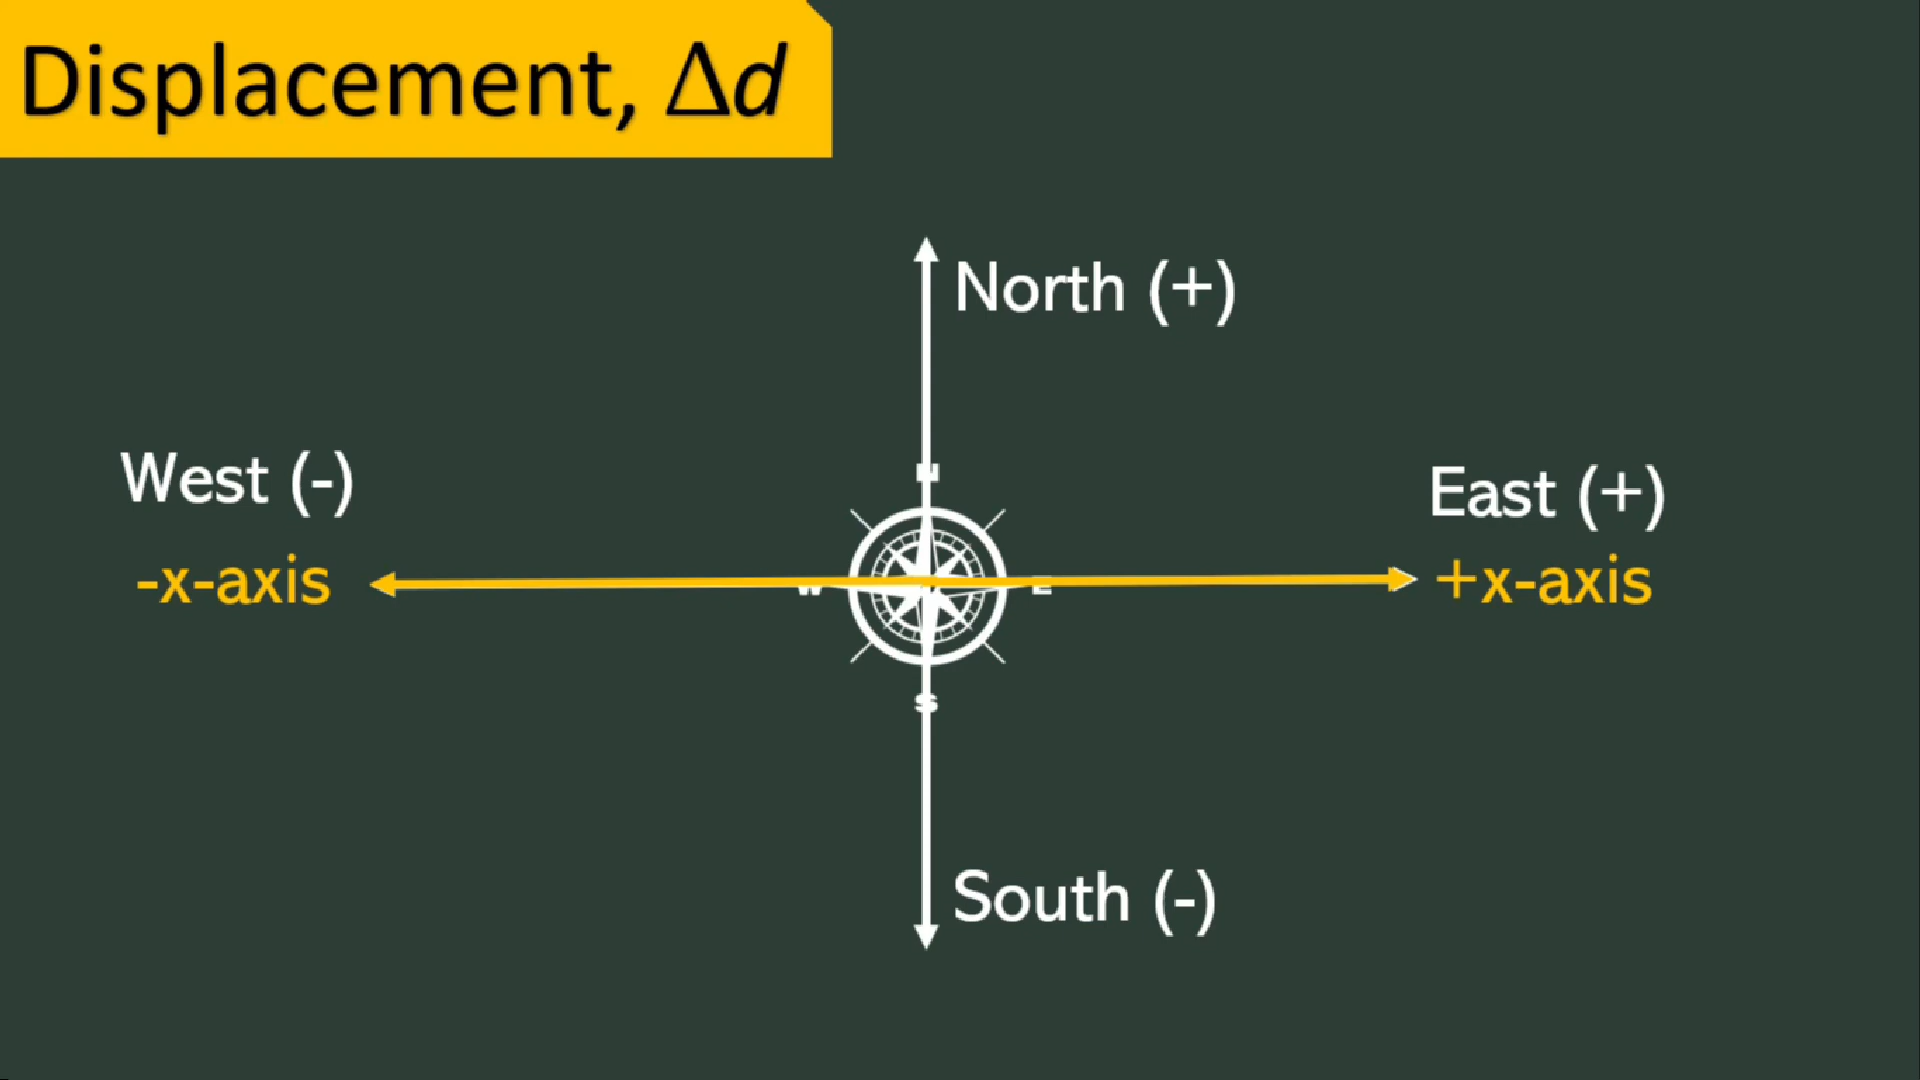 Displacement, Δd
North (+)
West (-)
East (+)
-x-axis
+x-axis
N
W
E
S
South (-)